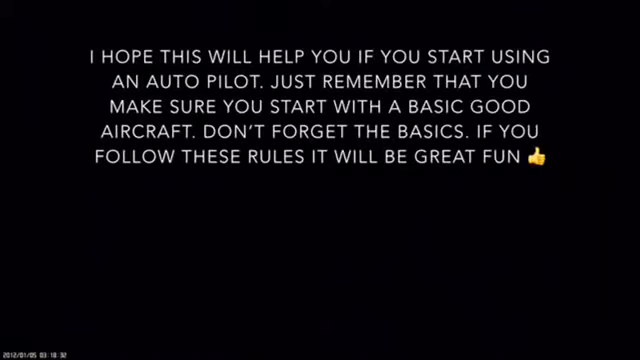 I HOPE THIS WILL HELP YOU IF YOU START USING
AN AUTO PILOT. JUST REMEMBER THAT YOU
MAKE SURE YOU START WITH A BASIC GOOD
AIRCRAFT. DON’T FORGET THE BASICS. IF YOU
FOLLOW THESE RULES IT WILL BE GREAT FUN 👍
2012/01/05 03:18:32